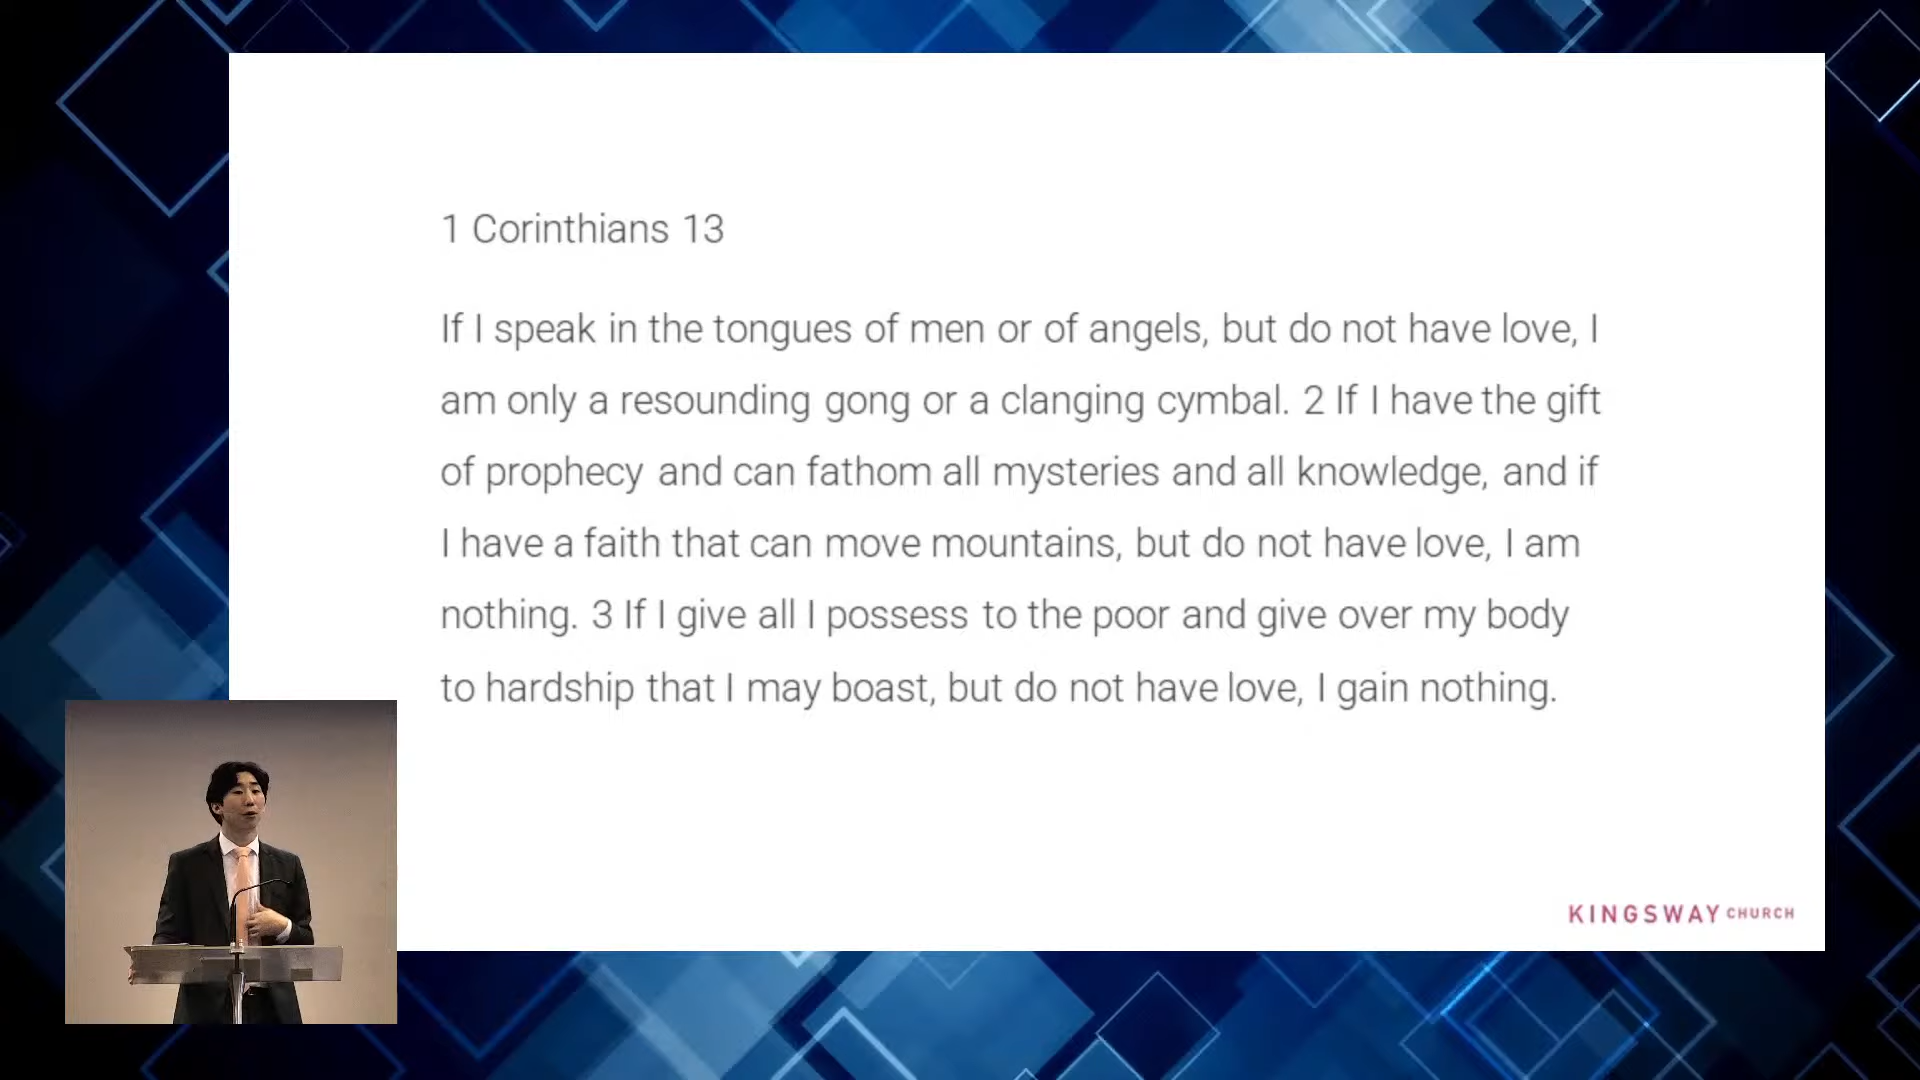 1 Corinthians 13
If I speak in the tongues of men or of angels, but do not have love, I
am only a resounding gong or a clanging cymbal. 2 If I have the gift
of prophecy and can fathom all mysteries and all knowledge, and if
I have a faith that can move mountains, but do not have love, I am
nothing. 3 If I give all I possess to the poor and give over my body
to hardship that I may boast, but do not have love, I gain nothing.
KINGSWAY CHURCH